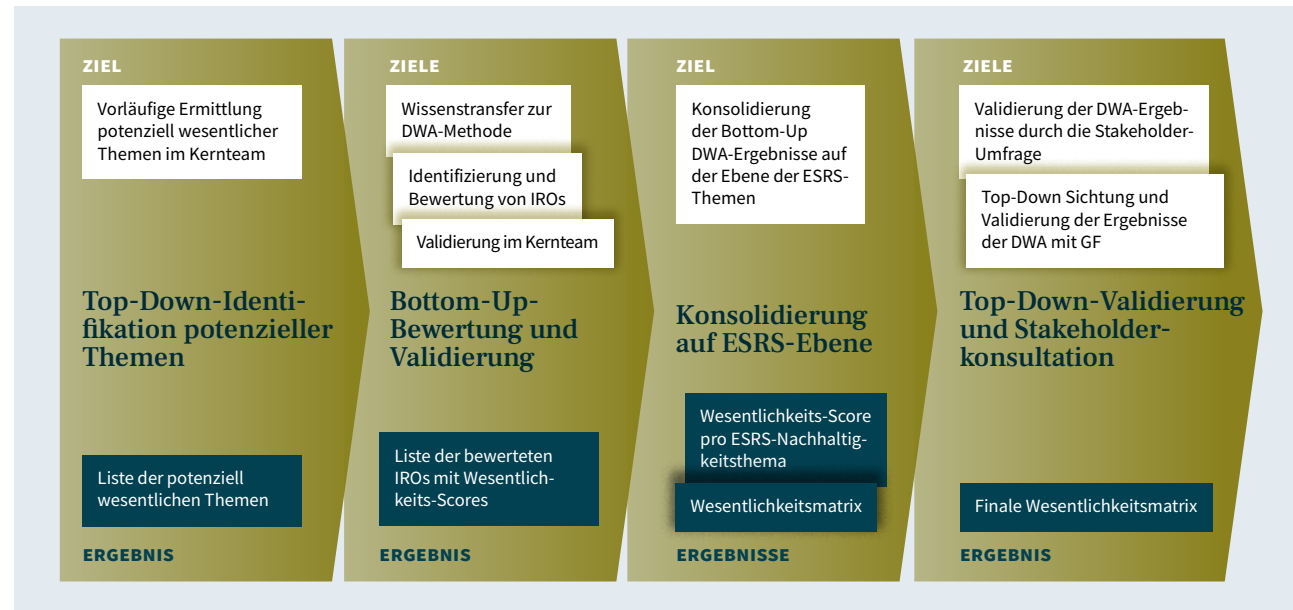 ZIEL
Vorläufige Ermittlung
potenziell wesentlicher
Themen im Kernteam
Top-Down-Identi-
fikation potenzieller
Themen
Liste der potenziell
wesentlichen Themen
ERGEBNIS
ZIELE
Wissenstransfer zur
DWA-Methode
Identifizierung und
Bewertung von IROs
Validierung im Kernteam
Bottom-Up-
Bewertung und
Validierung
Liste der bewerteten
IROs mit Wesentlich-
keits-Scores
ERGEBNIS
ZIEL
Konsolidierung
der Bottom-Up
DWA-Ergebnisse auf
der Ebene der ESRS-
Themen
Konsolidierung
auf ESRS-Ebene
Wesentlichkeits-Score
pro ESRS-Nachhaltig-
keitsthema
Wesentlichkeitsmatrix
ERGEBNISSE
ZIELE
Validierung der DWA-Ergeb-
nisse durch die Stakeholder-
Umfrage
Top-Down Sichtung und
Validierung der Ergebnisse
der DWA mit GF
Top-Down-Validierung
und Stakeholder-
konsultation
Finale Wesentlichkeitsmatrix
ERGEBNIS